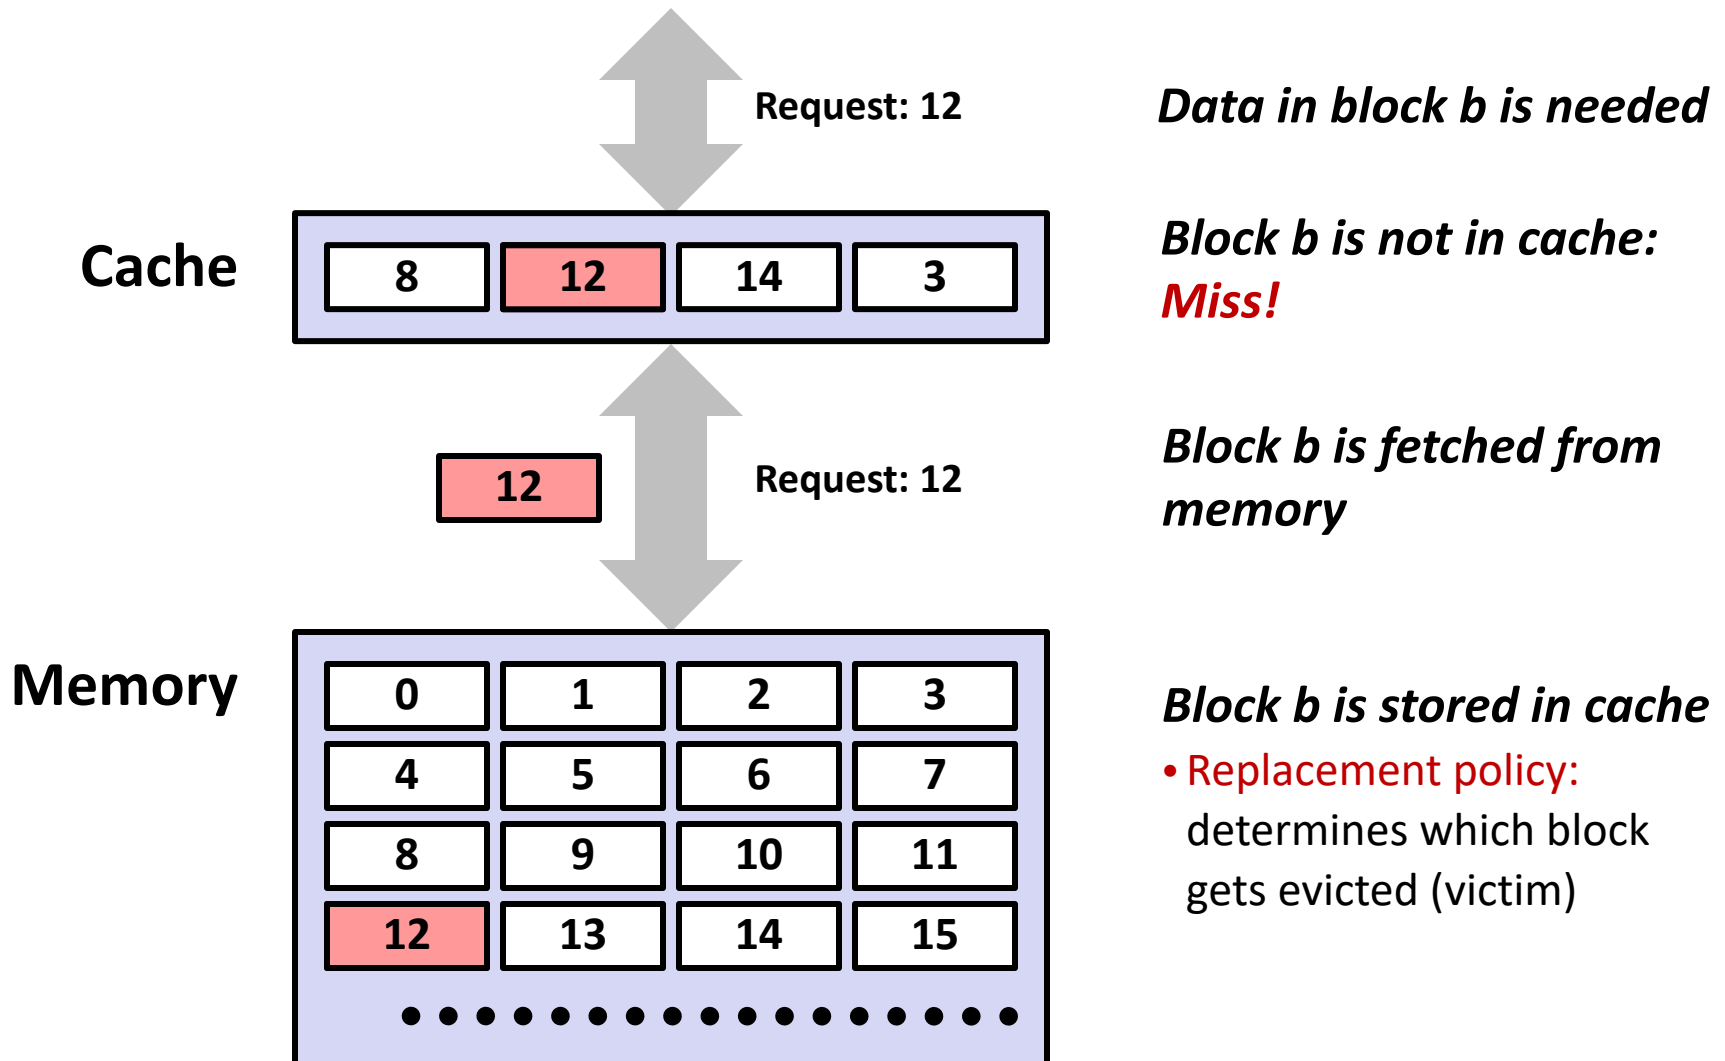 Request: 12
Data in block b is needed
Cache
8 12 14 3
Block b is not in cache:
Miss!
12
Request: 12
Block b is fetched from
memory
Memory
0 1 2 3
4 5 6 7
8 9 10 11
12 13 14 15
Block b is stored in cache
• Replacement policy:
determines which block
gets evicted (victim)